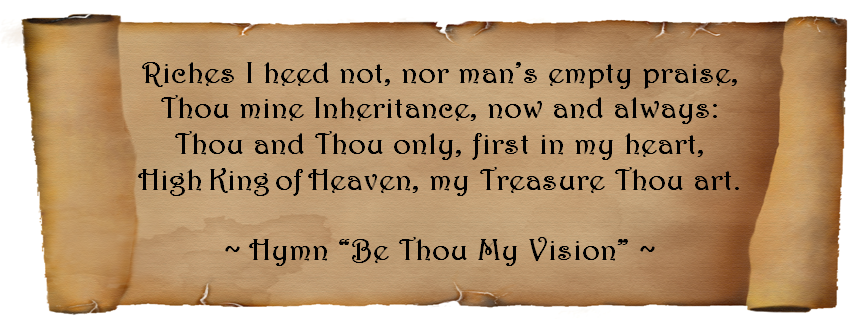 Riches I heed not, nor man's empty praise,
Thou mine Inheritance, now and always:
Thou and Thou only, first in my heart,
High King of Heaven, my Treasure Thou art.
~ Hymn “Be Thou My Vision” ~